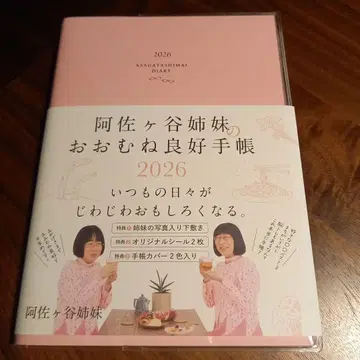 2026
ASAGAYASHIMAI
DIARY
阿佐ヶ谷姉妹の
おおむね良好手帳
2026
いつもの日々が
じわじわおもしろくなる。
特典1 姉妹の写真入り下敷き
特典2 オリジナルシール2枚
特典3 手帳カバー2色入り
阿佐ヶ谷姉妹